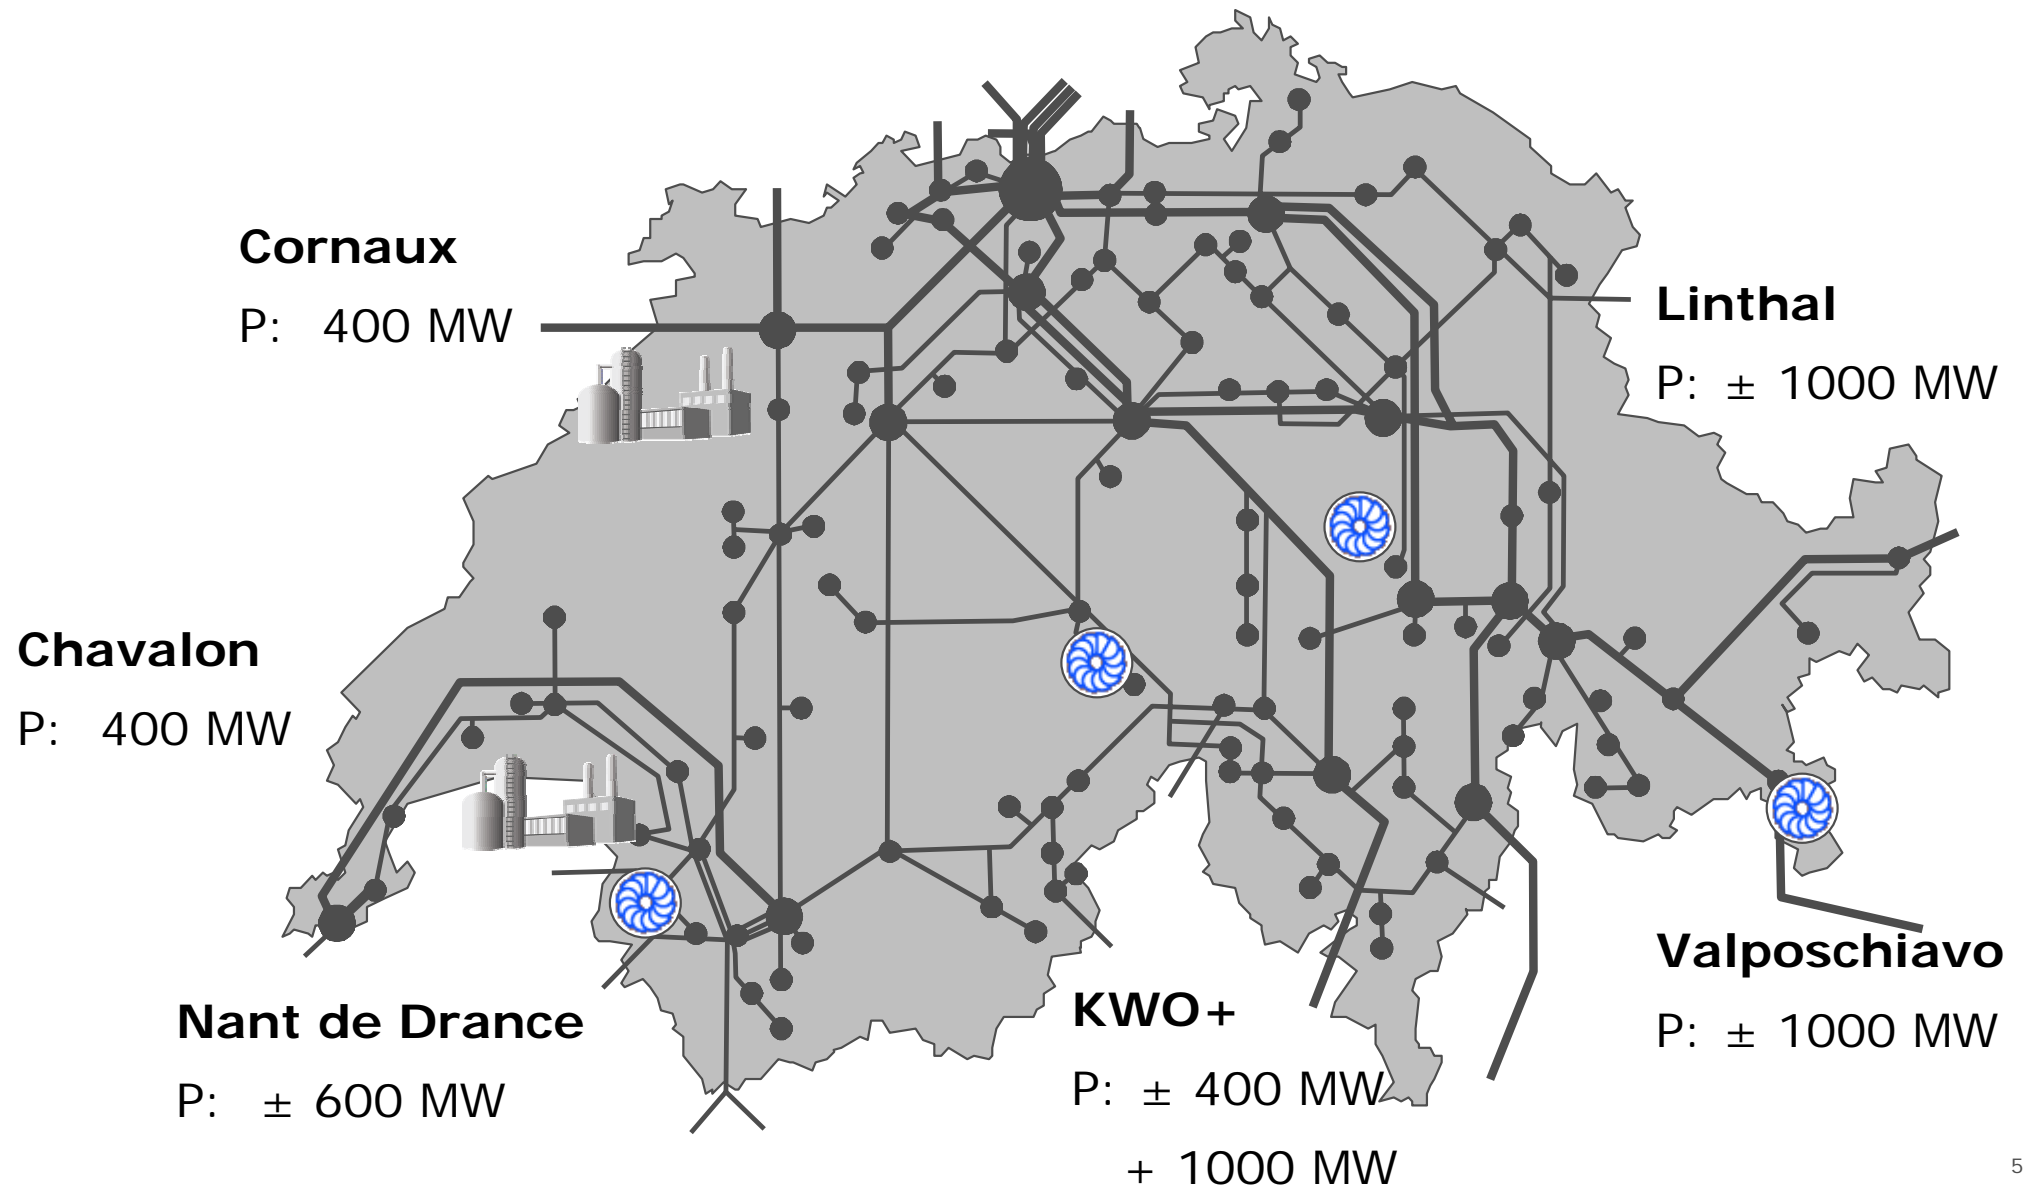 Cornaux
P: 400 MW
Linthal
P: ± 1000 MW
Chavalon
P: 400 MW
Nant de Drance
P: ± 600 MW
KWO+
P: ± 400 MW
+ 1000 MW
Valposchiavo
P: ± 1000 MW
5